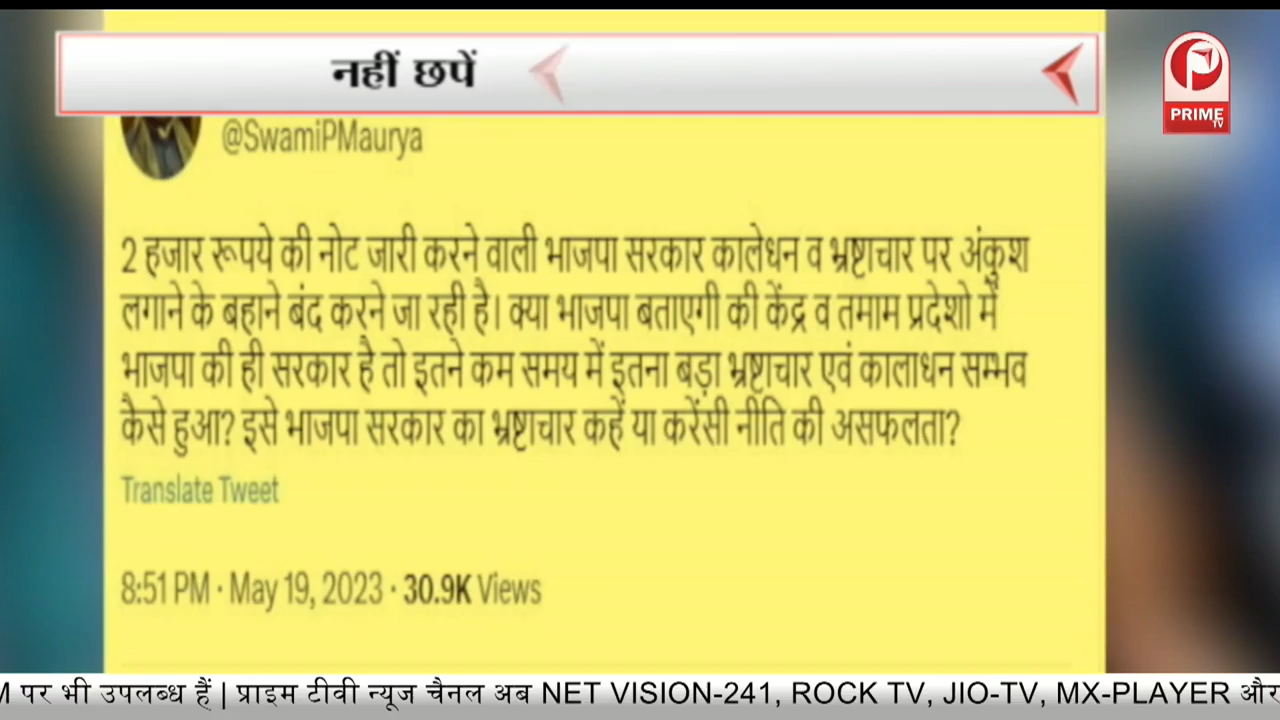 नहीं छपें
PRIME
TV
@SwamiPMaurya
2 हजार रूपये की नोट जारी करने वाली भाजपा सरकार कालेधन व भ्रष्टाचार पर अंकुश
लगाने के बहाने बंद करने जा रही है। क्या भाजपा बताएगी की केंद्र व तमाम प्रदेशो में
भाजपा की ही सरकार है तो इतने कम समय में इतना बड़ा भ्रष्टाचार एवं कालाधन सम्भव
कैसे हुआ? इसे भाजपा सरकार का भ्रष्टाचार कहें या करेंसी नीति की असफलता?
Translate Tweet
8:51 PM · May 19, 2023 · 30.9K Views
M पर भी उपलब्ध हैं | प्राइम टीवी न्यूज चैनल अब NET VISION-241, ROCK TV, JIO-TV, MX-PLAYER और